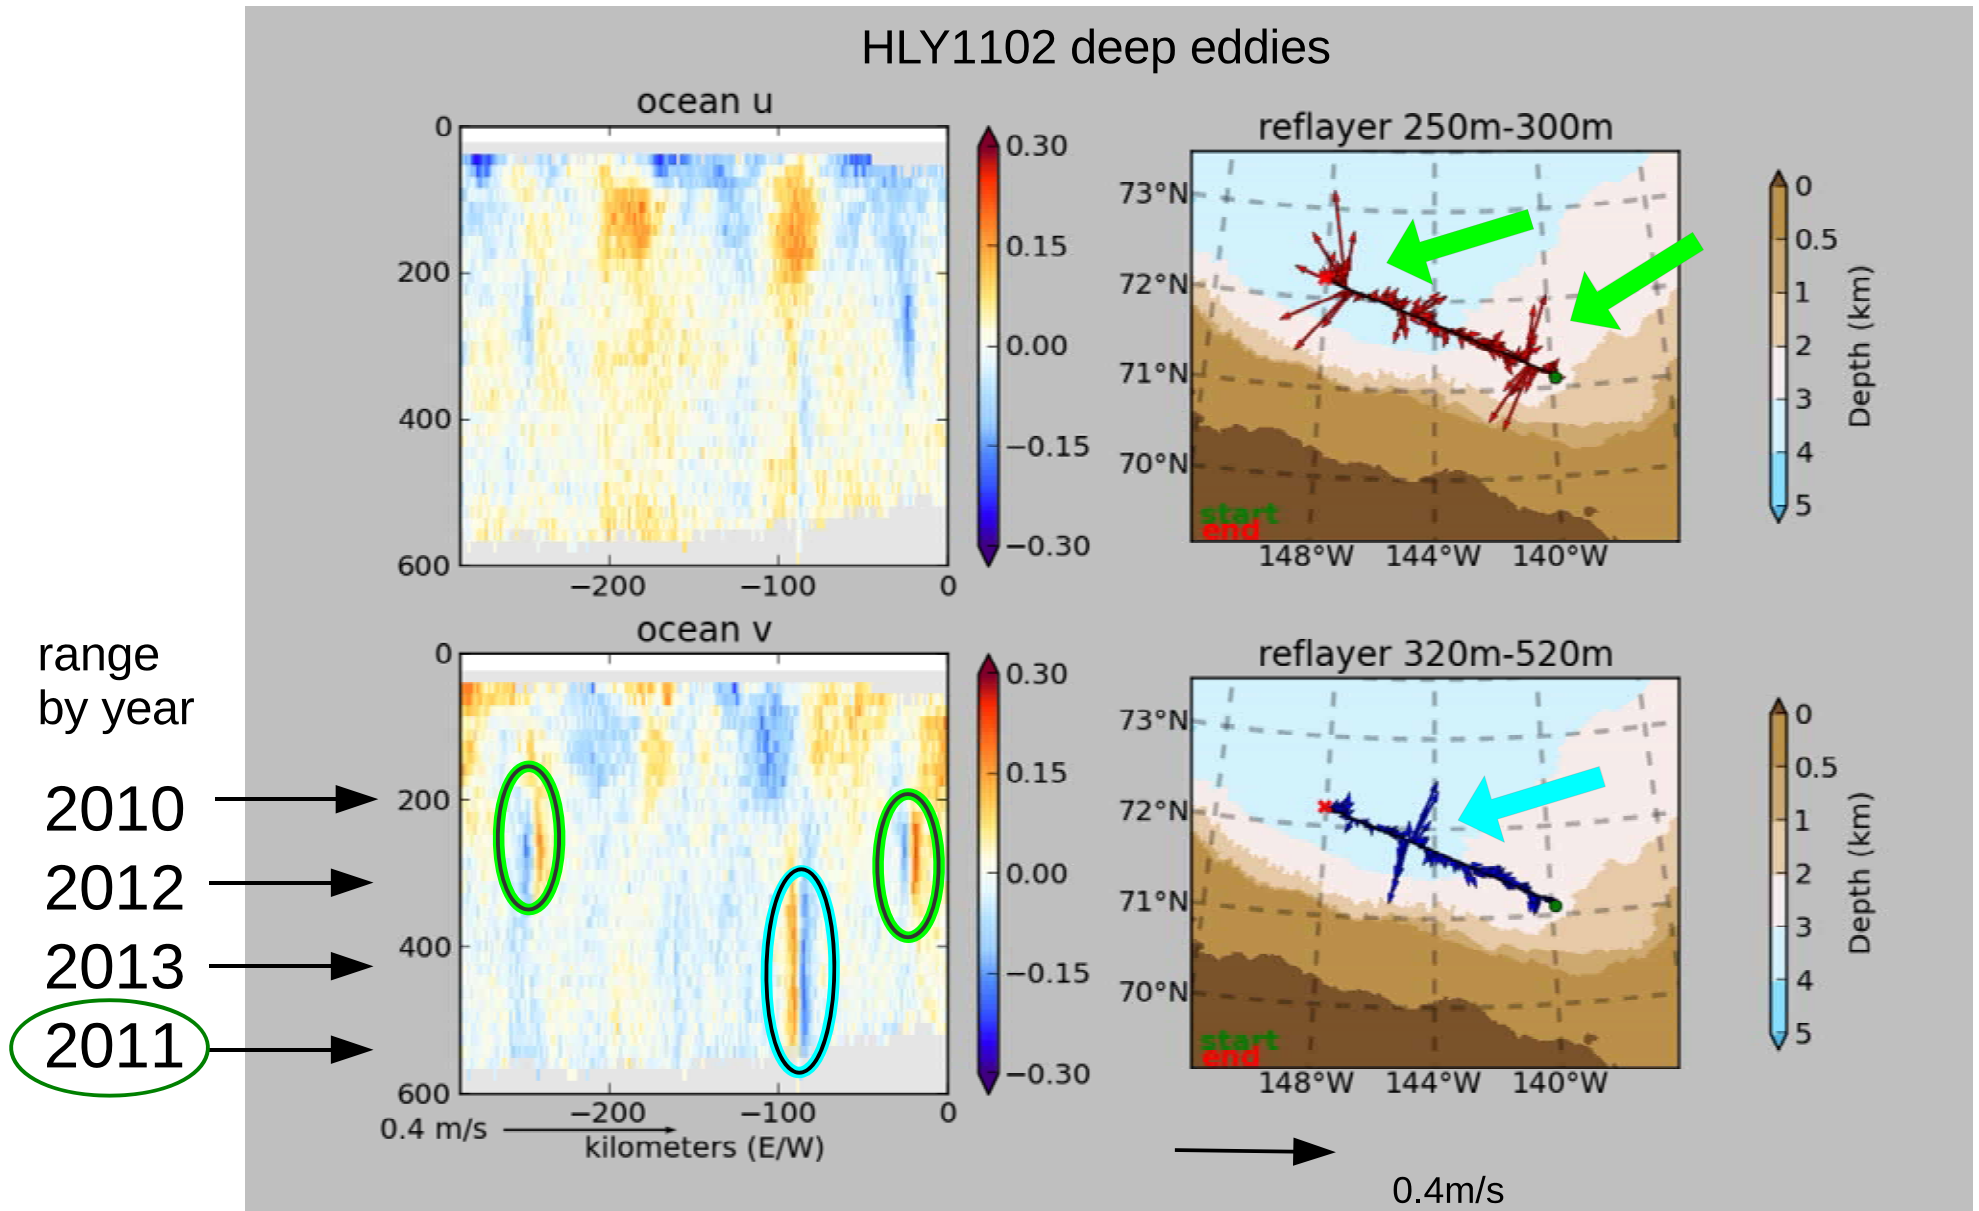 HLY1102 deep eddies
ocean u
0
200
400
600
−200
−100
0
0.30
0.15
0.00
−0.15
−0.30
reflayer 250m-300m
73°N
72°N
71°N
70°N
start
end
148°W
144°W
140°W
0
0.5
1
2
3
4
5
Depth (km)
range
by year
2010
2012
2013
2011
ocean v
0
200
400
600
−200
−100
0
0.4 m/s
kilometers (E/W)
0.30
0.15
0.00
−0.15
−0.30
reflayer 320m-520m
73°N
72°N
71°N
70°N
start
end
148°W
144°W
140°W
0
0.5
1
2
3
4
5
Depth (km)
0.4m/s